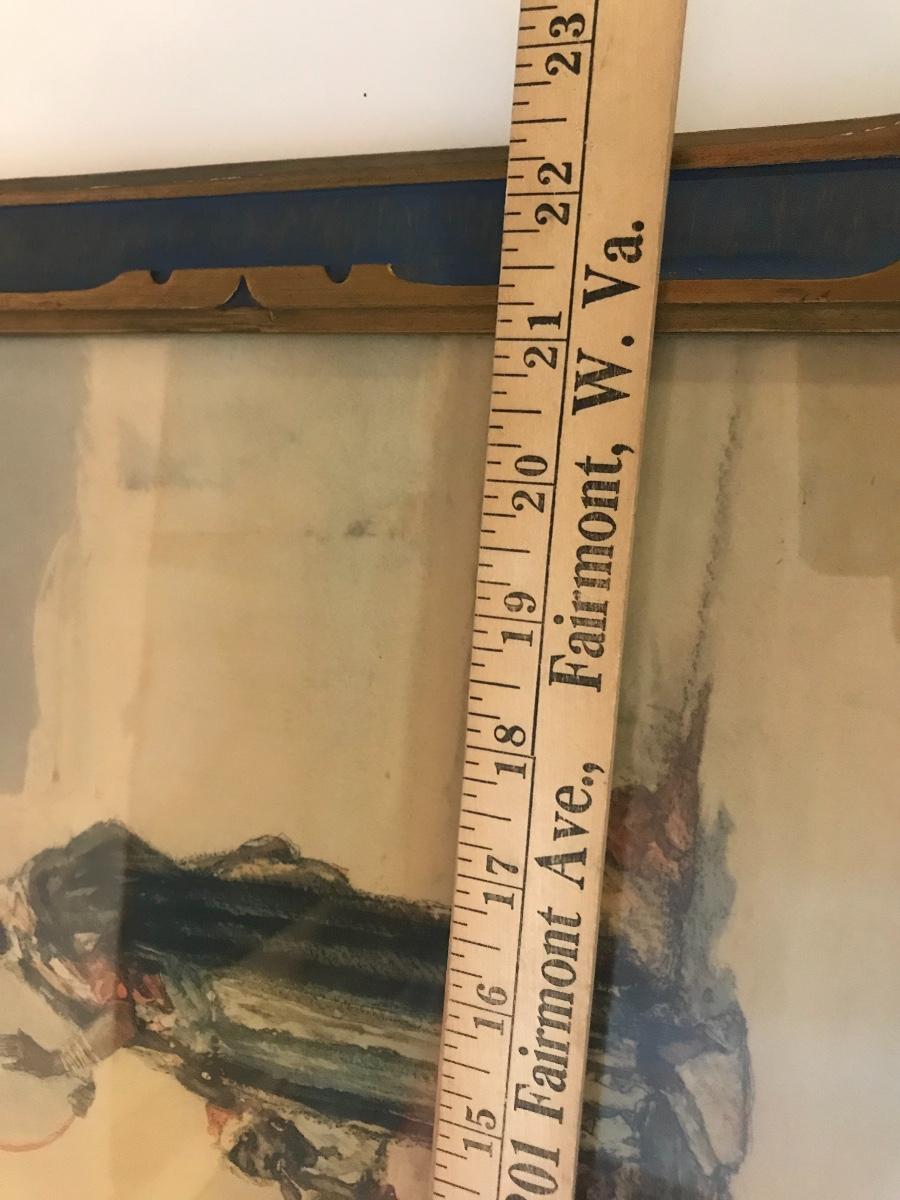 201 Fairmont Ave., Fairmont, W. Va.
15 16 17 18 19 20 21 22 23